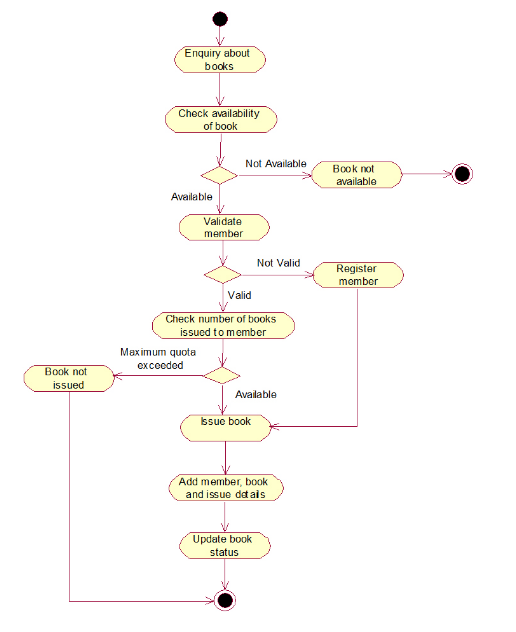 Enquiry about
books
Check availability
of book
Not Available
Book not
available
Available
Validate
member
Not Valid
Register
member
Valid
Check number of books
issued to member
Maximum quota
exceeded
Book not
issued
Available
Issue book
Add member, book
and issue details
Update book
status